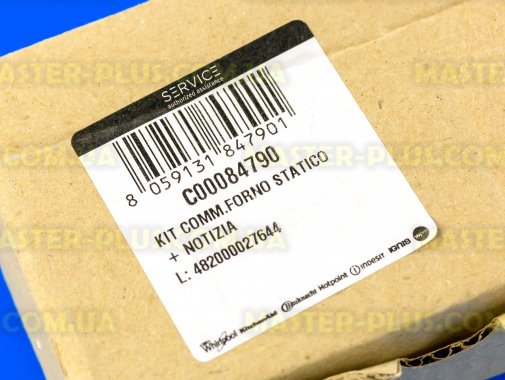 SERVICE
authorized assistance
8 059131 847901
C00084790
KIT COMM.FORNO STATICO
+ NOTIZIA
L: 482000027644
Whirlpool KitchenAid Bauknecht Hotpoint indesit IGNIS
MASTER-PLUS.COM.UA